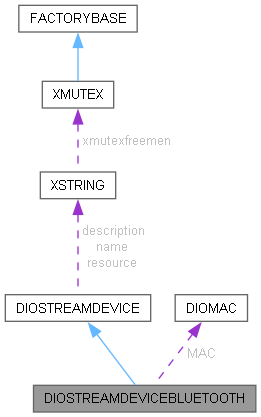 FACTORYBASE
XMUTEX
xmutexfreemen
XSTRING
description
name
resource
DIOSTREAMDEVICE
DIOMAC
MAC
DIOSTREAMDEVICEBLUETOOTH